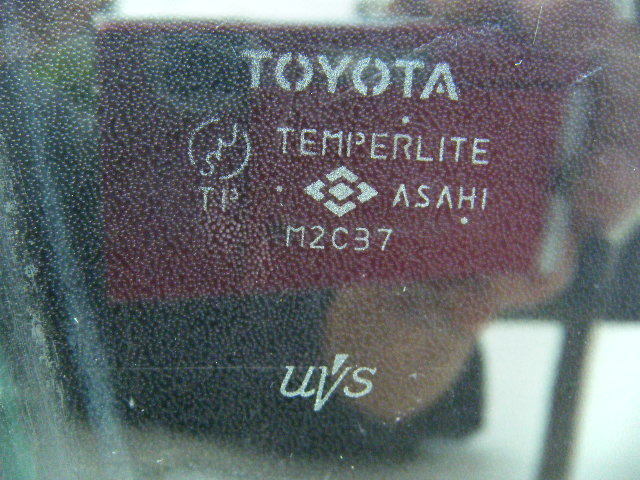 TOYOTA
TEMPERLITE
TP
ASAHI
M2C37
uvs